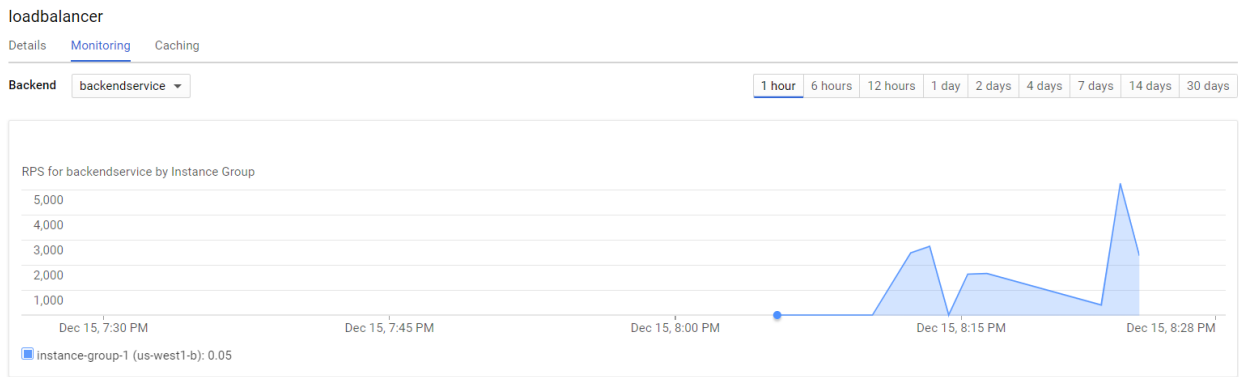 loadbalancer
Details Monitoring Caching
Backend backendservice 1 hour 6 hours 12 hours 1 day 2 days 4 days 7 days 14 days 30 days
RPS for backendservice by Instance Group
5,000
4,000
3,000
2,000
1,000
Dec 15, 7:30 PM Dec 15, 7:45 PM Dec 15, 8:00 PM Dec 15, 8:15 PM Dec 15, 8:28 PM
instance-group-1 (us-west1-b): 0.05